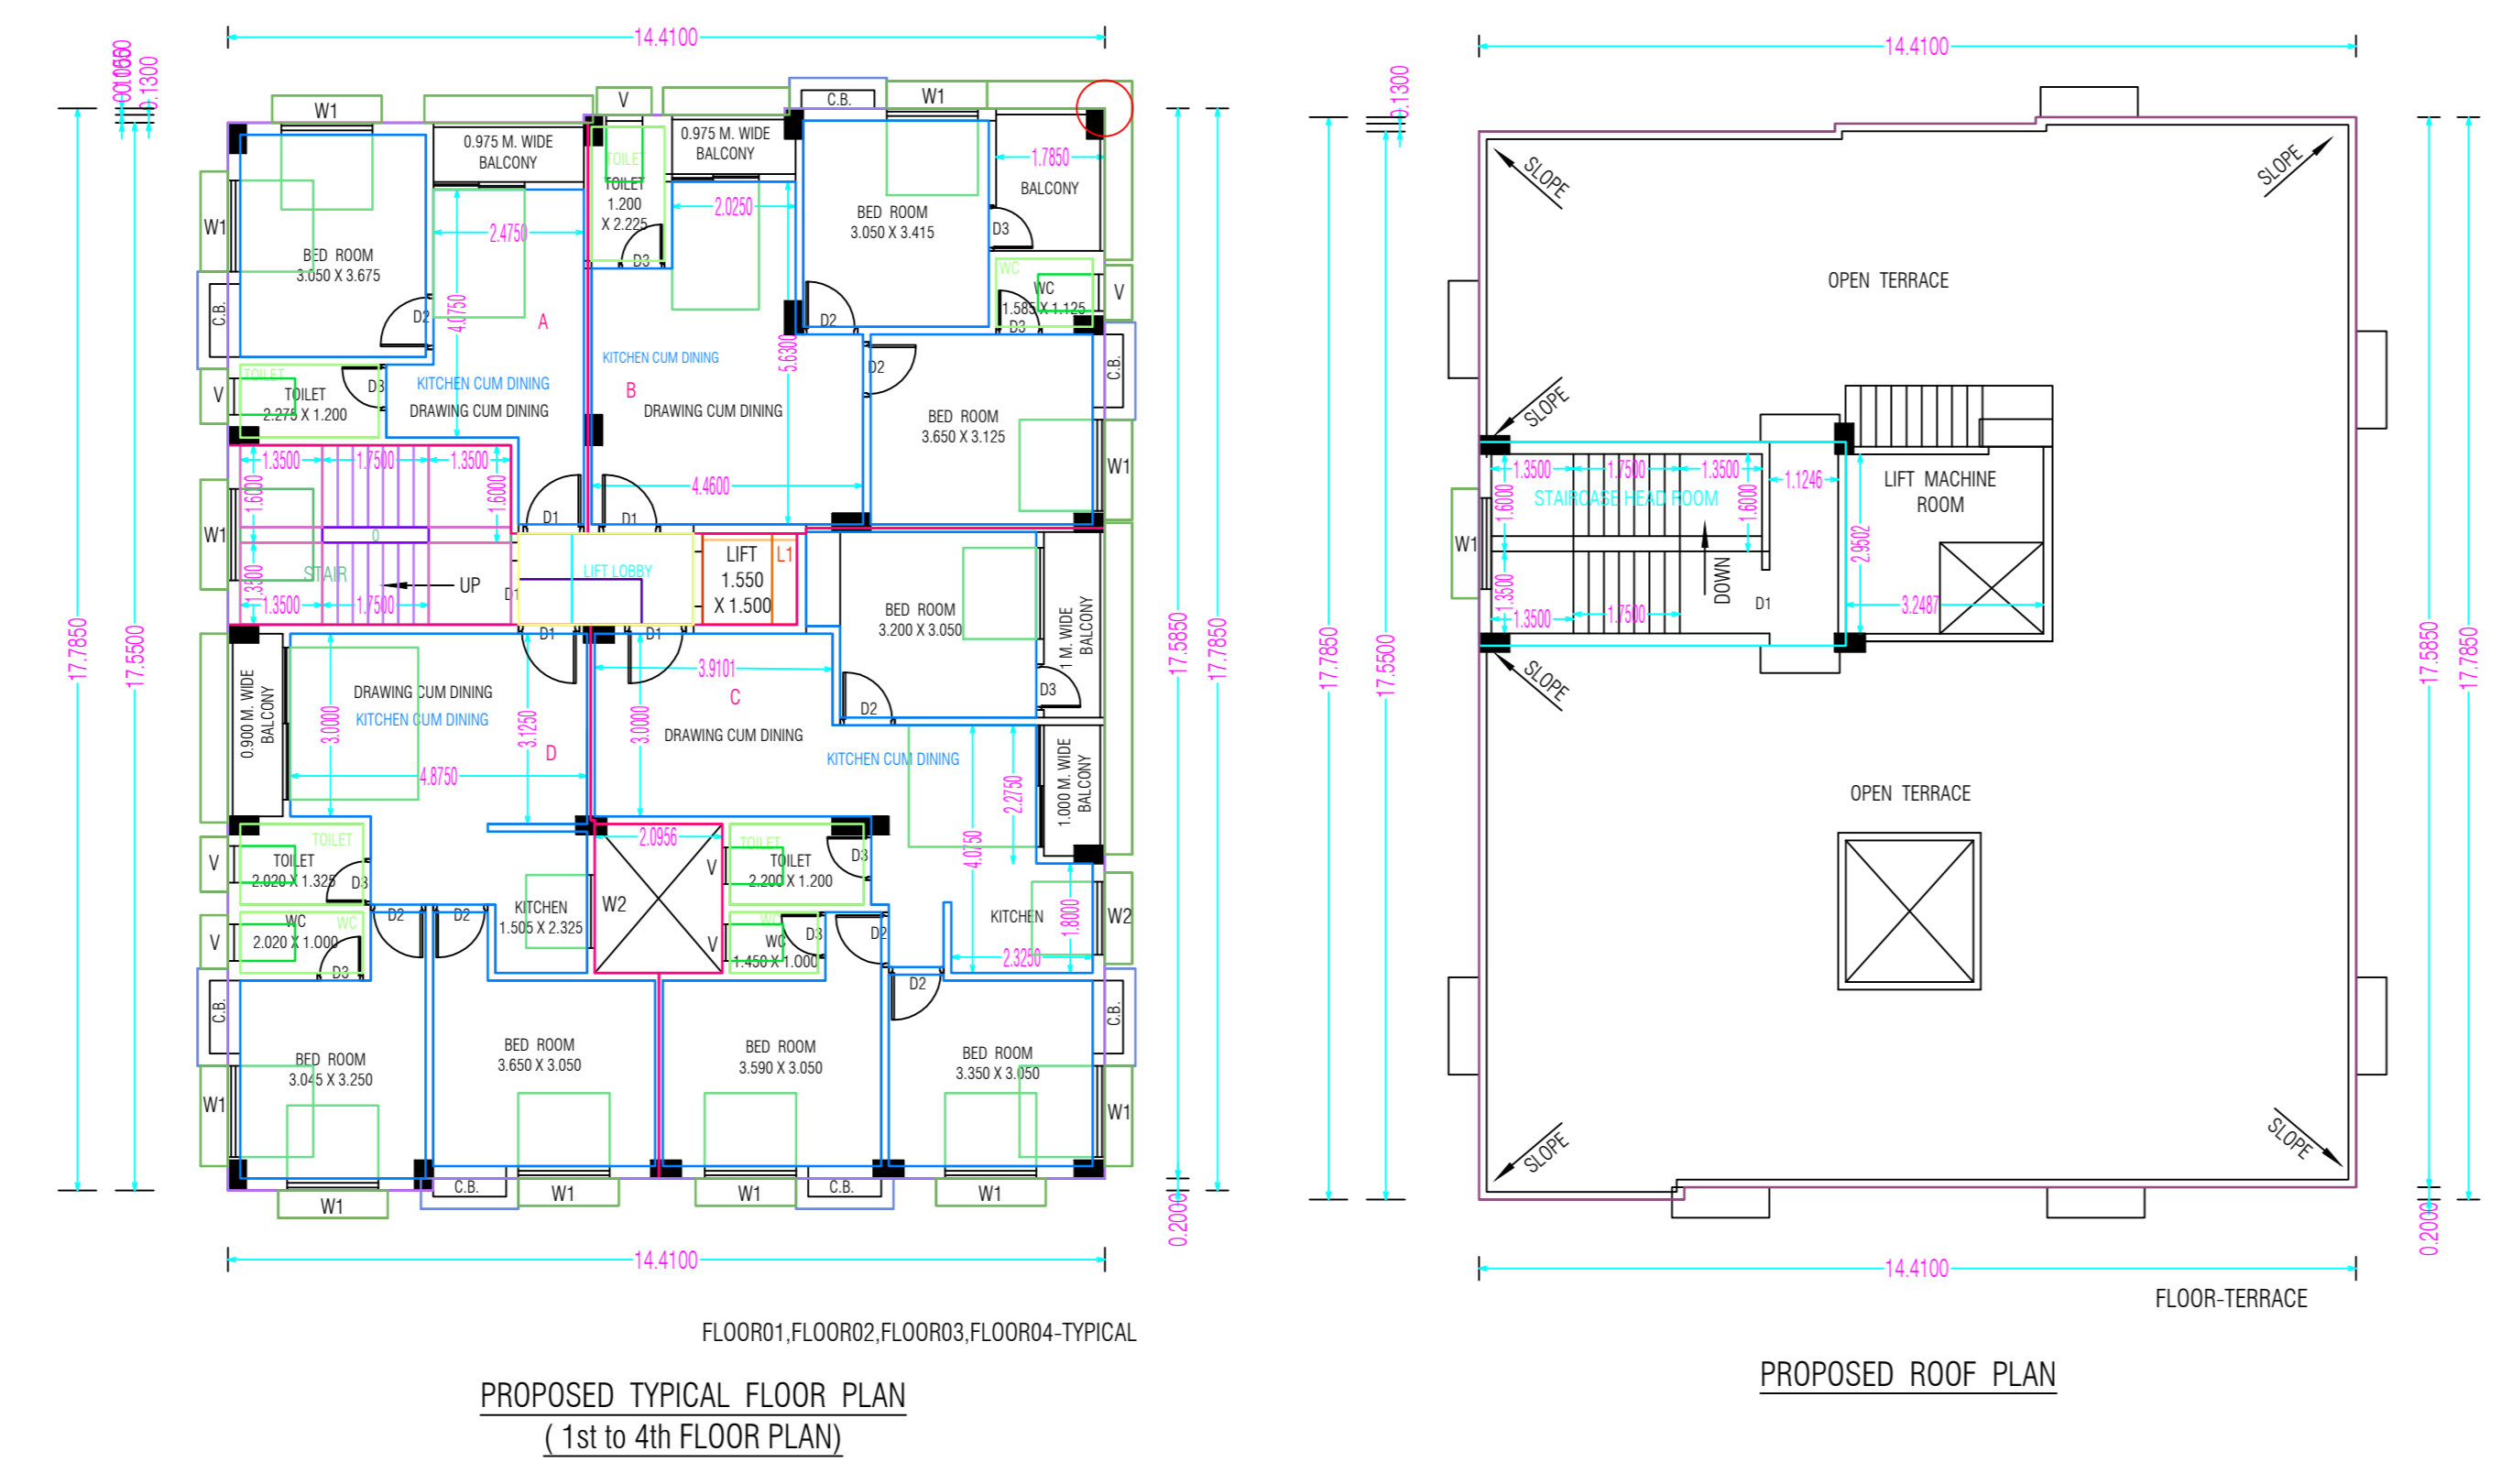 14.4100
0.1300
W1
V
C.B.
W1
0.975 M. WIDE
BALCONY
0.975 M. WIDE
BALCONY
TOILET
TOILET
1.200
X 2.225
D3
1.7850
BALCONY
BED ROOM
3.050 X 3.415
D3
W1
2.4750
2.0250
BED ROOM
3.050 X 3.675
WC
WC
1.585 X 1.125
V
D3
C.B.
D2
4.0750
A
D2
5.6300
KITCHEN CUM DINING
B
D2
C.B.
V
TOILET
TOILET
2.275 X 1.200
D3
KITCHEN CUM DINING
DRAWING CUM DINING
DRAWING CUM DINING
BED ROOM
3.650 X 3.125
W1
1.3500
1.7500
1.3500
1.6000
1.6000
4.4600
D1
D1
W1
0
STAIR
1.3500
UP
D1
LIFT LOBBY
LIFT
1.550
X 1.500
L1
1.3500
1.7500
BED ROOM
3.200 X 3.050
1 M. WIDE
BALCONY
D1
D1
3.9101
D3
C
D2
0.900 M. WIDE
BALCONY
DRAWING CUM DINING
KITCHEN CUM DINING
3.0000
3.1250
3.0000
D
4.8750
DRAWING CUM DINING
KITCHEN CUM DINING
2.2750
1.000 M. WIDE
BALCONY
17.7850
17.5500
17.5850
17.7850
V
TOILET
TOILET
2.020 X 1.325
D3
2.0956
V
TOILET
TOILET
2.200 X 1.200
D3
4.0750
D2
D2
KITCHEN
1.505 X 2.325
W2
KITCHEN
1.8000
W2
V
WC
WC
2.020 X 1.000
D3
V
WC
WC
1.450 X 1.000
D3
D2
2.3250
D2
C.B.
C.B.
BED ROOM
3.045 X 3.250
BED ROOM
3.650 X 3.050
BED ROOM
3.590 X 3.050
BED ROOM
3.350 X 3.050
W1
W1
W1
C.B.
W1
W1
C.B.
W1
0.2000
14.4100
FLOOR01,FLOOR02,FLOOR03,FLOOR04-TYPICAL
PROPOSED TYPICAL FLOOR PLAN
( 1st to 4th FLOOR PLAN)
14.4100
0.1300
SLOPE
SLOPE
OPEN TERRACE
SLOPE
1.3500
1.7500
1.3500
1.6000
1.6000
1.1246
STAIRCASE HEAD ROOM
LIFT MACHINE
ROOM
W1
2.9502
1.3500
DOWN
D1
3.2487
1.3500
1.7500
SLOPE
17.7850
17.5500
17.5850
17.7850
OPEN TERRACE
SLOPE
SLOPE
0.2000
14.4100
FLOOR-TERRACE
PROPOSED ROOF PLAN